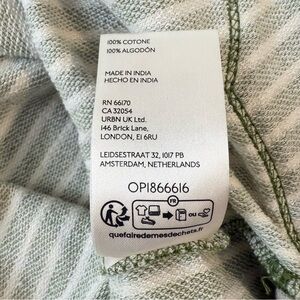 100% COTONE
100% ALGODÓN
MADE IN INDIA
HECHO EN INDIA
RN 66170
CA 32054
URBN UK Ltd.
146 Brick Lane,
LONDON, E1 6RU
LEIDSESTRAAT 32, 1017 PB
AMSTERDAM, NETHERLANDS
OP1866616
FR
OU
quefairedemesdechets.fr